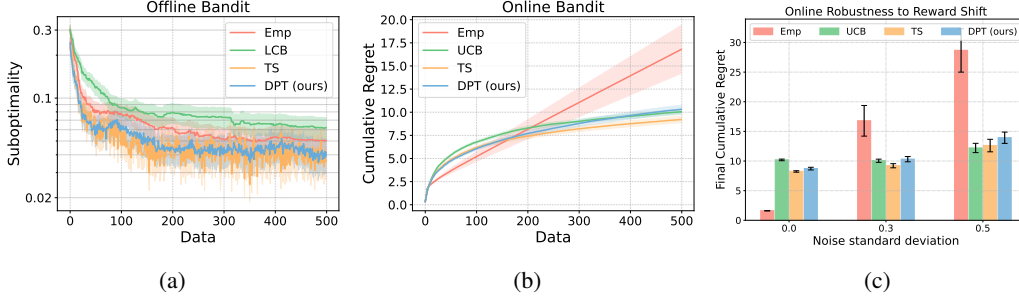 Offline Bandit
Suboptimality
0.3
0.1
0.02
Emp
LCB
TS
DPT (ours)
0 100 200 300 400 500
Data
(a)
Online Bandit
Cumulative Regret
20.0
17.5
15.0
12.5
10.0
7.5
5.0
2.5
0.0
Emp
UCB
TS
DPT (ours)
0 100 200 300 400 500
Data
(b)
Online Robustness to Reward Shift
Final Cumulative Regret
Emp UCB TS DPT (ours)
30
25
20
15
10
5
0
0.0 0.3 0.5
Noise standard deviation
(c)